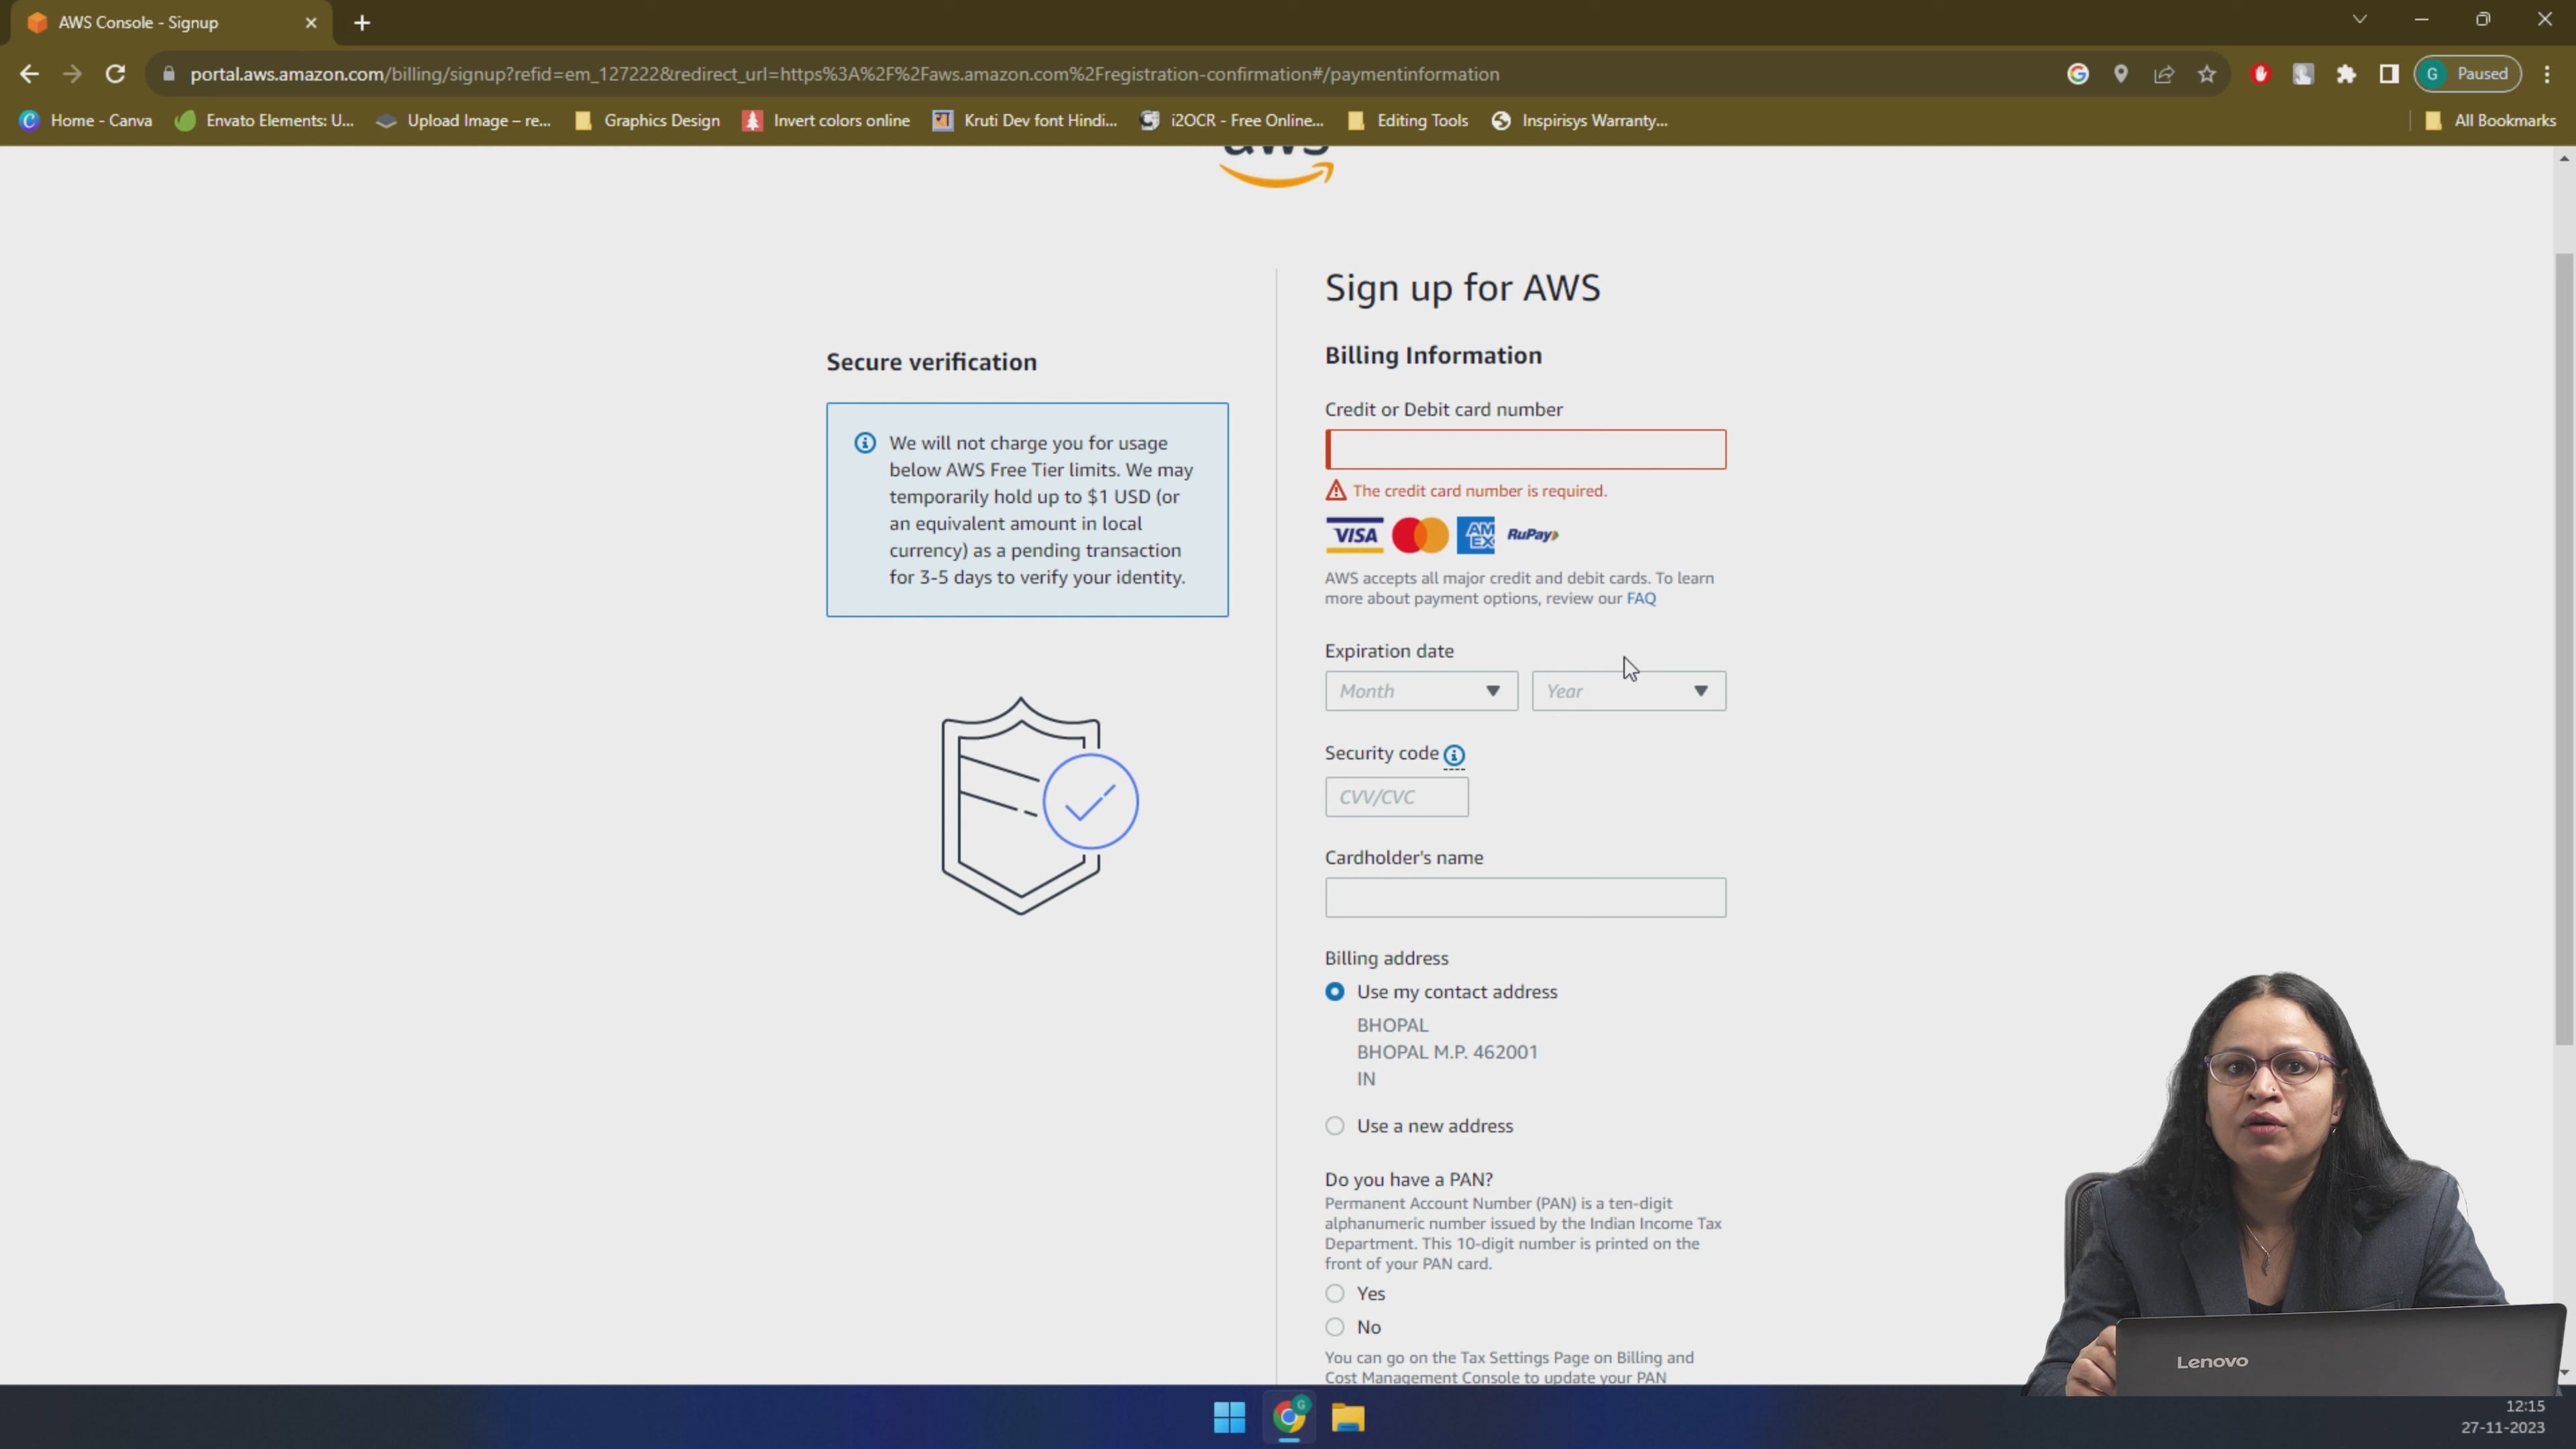 AWS Console - Signup
portal.aws.amazon.com/billing/signup?refid=em_127222&redirect_url=https%3A%2F%2Faws.amazon.com%2Fregistration-confirmation#/paymentinformation
G Paused
Home - Canva
Envato Elements: U...
Upload Image – re...
Graphics Design
Invert colors online
Kruti Dev font Hindi...
i2OCR - Free Online...
Editing Tools
Inspirisys Warranty...
All Bookmarks
aws
Secure verification
We will not charge you for usage
below AWS Free Tier limits. We may
temporarily hold up to $1 USD (or
an equivalent amount in local
currency) as a pending transaction
for 3-5 days to verify your identity.
Sign up for AWS
Billing Information
Credit or Debit card number
The credit card number is required.
VISA
AM
EX
RuPay
AWS accepts all major credit and debit cards. To learn
more about payment options, review our FAQ
Expiration date
Month
Year
Security code
CVV/CVC
Cardholder's name
Billing address
Use my contact address
BHOPAL
BHOPAL M.P. 462001
IN
Use a new address
Do you have a PAN?
Permanent Account Number (PAN) is a ten-digit
alphanumeric number issued by the Indian Income Tax
Department. This 10-digit number is printed on the
front of your PAN card.
Yes
No
You can go on the Tax Settings Page on Billing and
Cost Management Console to update your PAN
Lenovo
G
12:15
27-11-2023